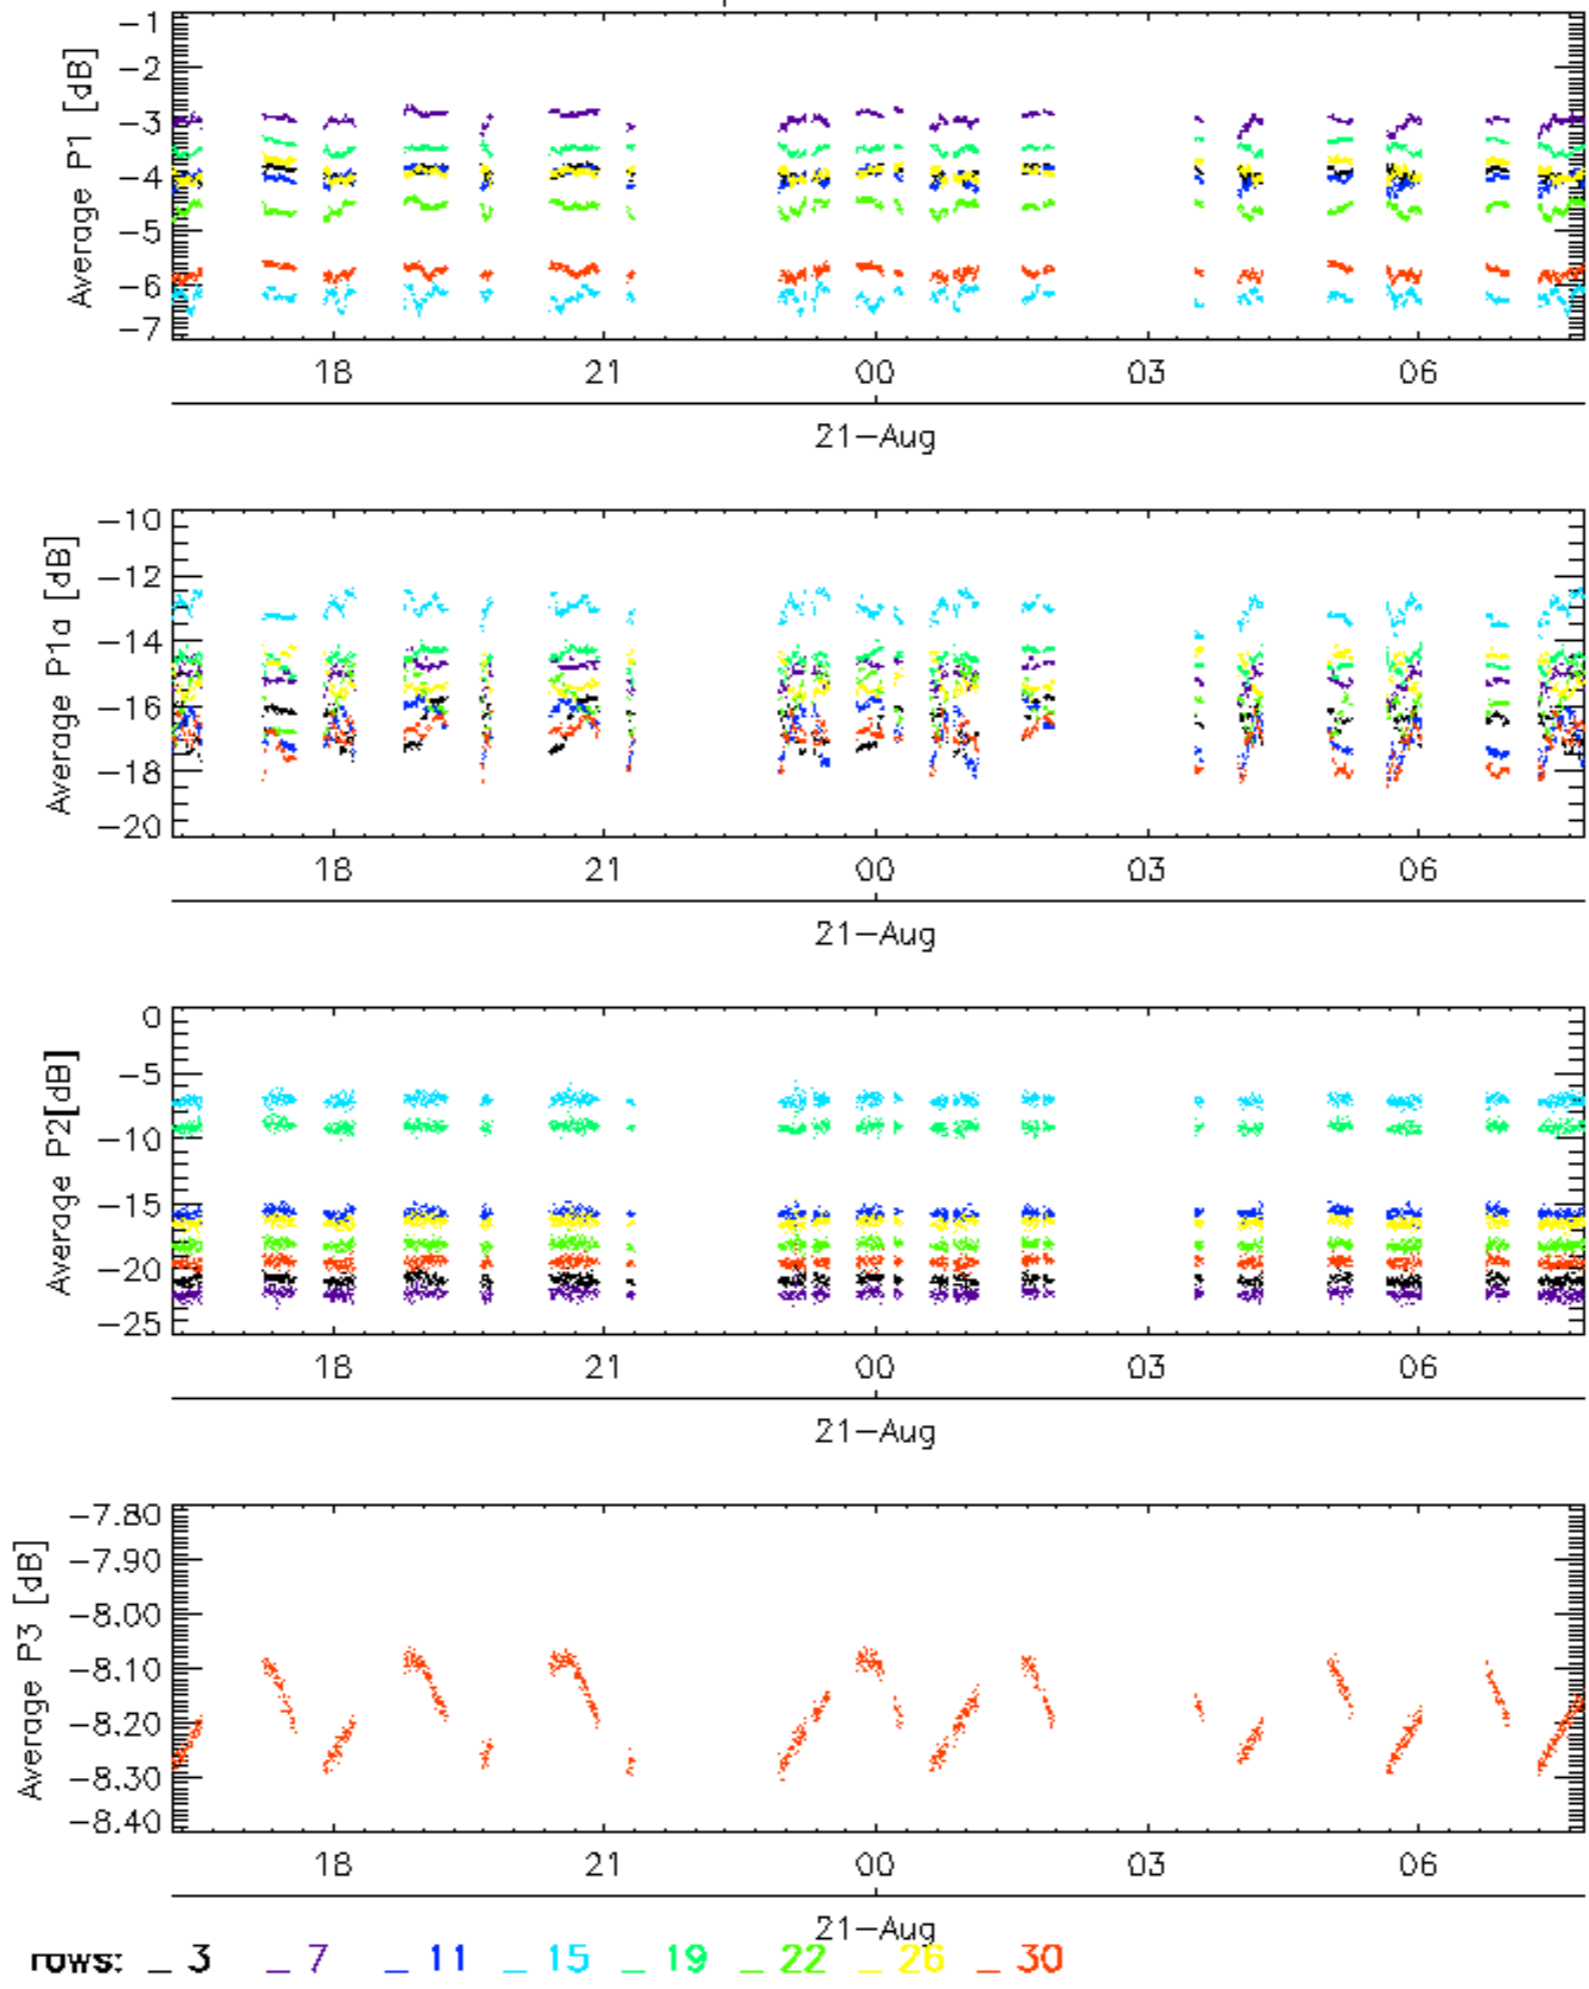 Average P1 [dB]
-1
-2
-3
-4
-5
-6
-7
18 21 00 03 06
21-Aug
Average P1a [dB]
-10
-12
-14
-16
-18
-20
18 21 00 03 06
21-Aug
Average P2[dB]
0
-5
-10
-15
-20
-25
18 21 00 03 06
21-Aug
Average P3 [dB]
-7.80
-7.90
-8.00
-8.10
-8.20
-8.30
-8.40
18 21 00 03 06
21-Aug
rows: _ 3 _ 7 _ 11 _ 15 _ 19 _ 22 _ 26 _ 30